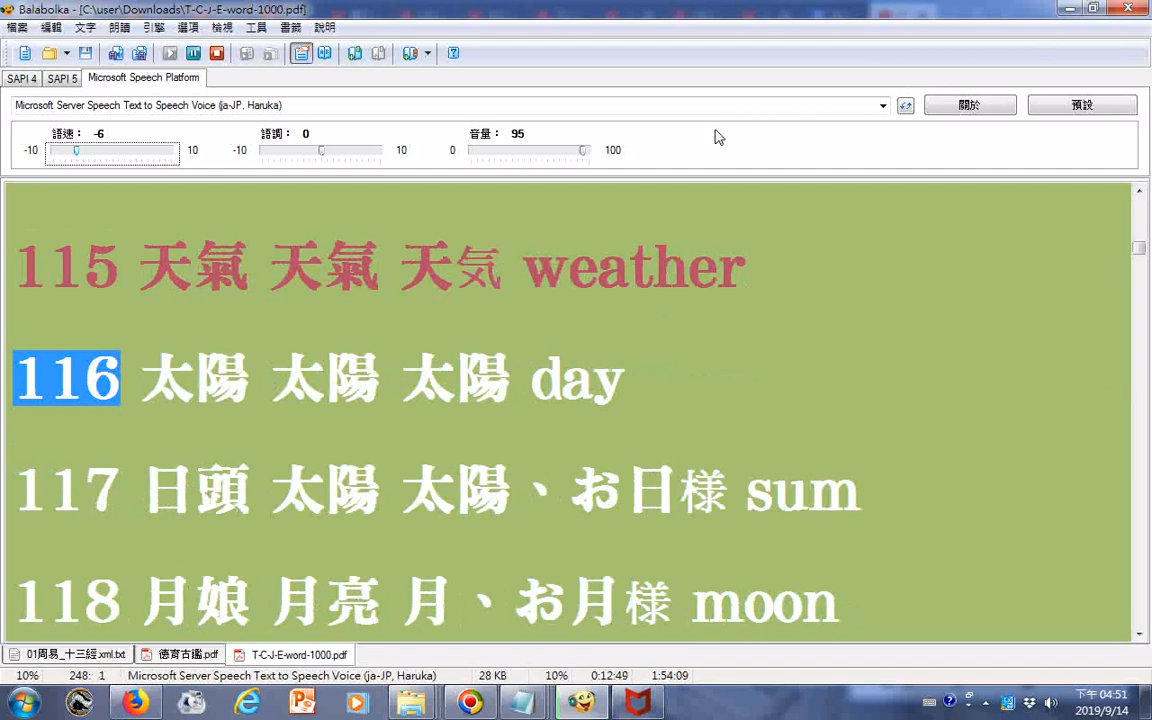 Balabolka - [C:\user\Downloads\T-C-J-E-word-1000.pdf]
檔案 編輯 文字 朗讀 引擎 選項 檢視 工具 書籤 說明
SAPI 4 SAPI 5 Microsoft Speech Platform
Microsoft Server Speech Text to Speech Voice (ja-JP, Haruka) 關於 預設
語速： -6 語調： 0 音量： 95
-10 10 -10 10 0 100
115 天氣 天氣 天気 weather
116 太陽 太陽 太陽 day
117 日頭 太陽 太陽、お日様 sum
118 月娘 月亮 月、お月様 moon
01周易_十三經.xml.txt 德育古鑑.pdf T-C-J-E-word-1000.pdf
10% 248: 1 Microsoft Server Speech Text to Speech Voice (ja-JP, Haruka) 28 KB 10% 0:12:49 1:54:09
下午 04:51
2019/9/14